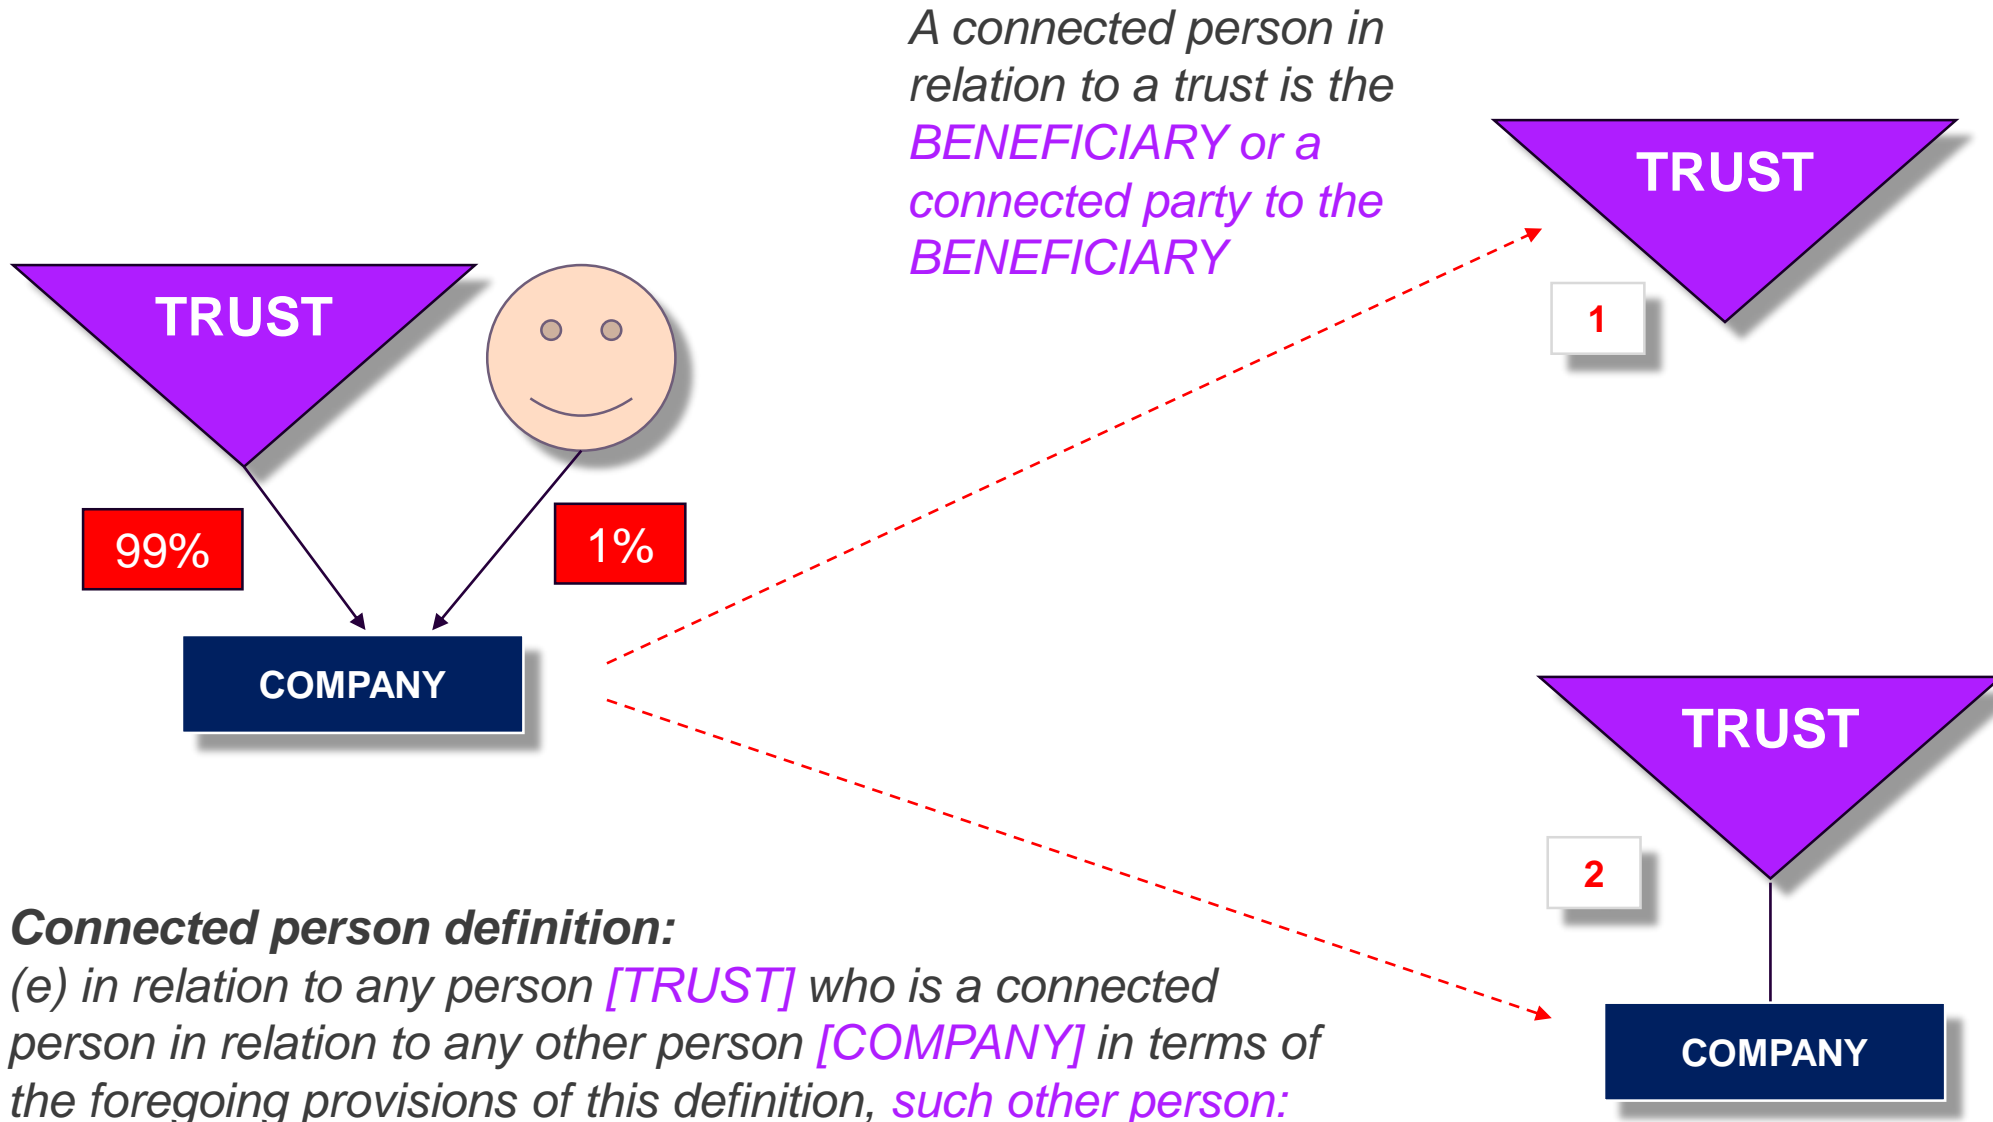 A connected person in
relation to a trust is the
BENEFICIARY or a
connected party to the
BENEFICIARY
TRUST
1
TRUST
99%
1%
COMPANY
TRUST
2
COMPANY
Connected person definition:
(e) in relation to any person [TRUST] who is a connected
person in relation to any other person [COMPANY] in terms of
the foregoing provisions of this definition, such other person: